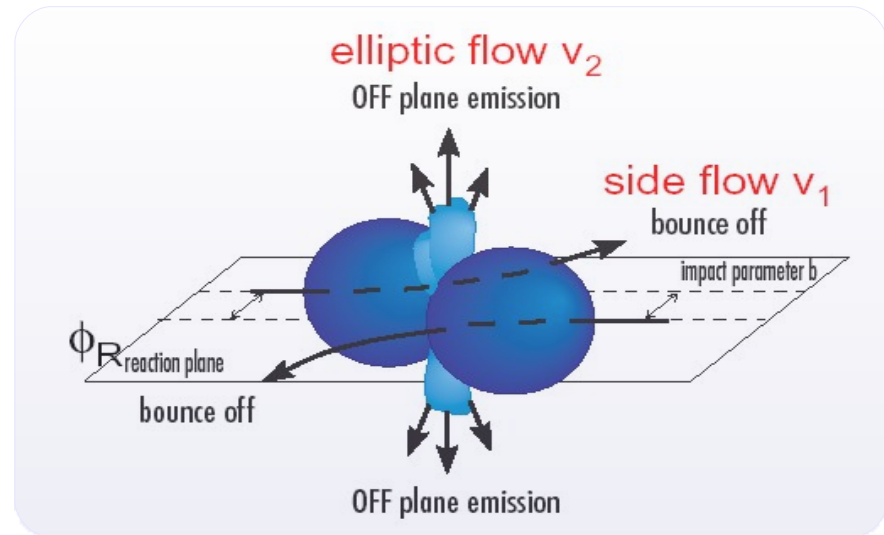 elliptic flow v2
OFF plane emission
side flow v1
bounce off
impact parameter b
ϕR reaction plane
bounce off
OFF plane emission